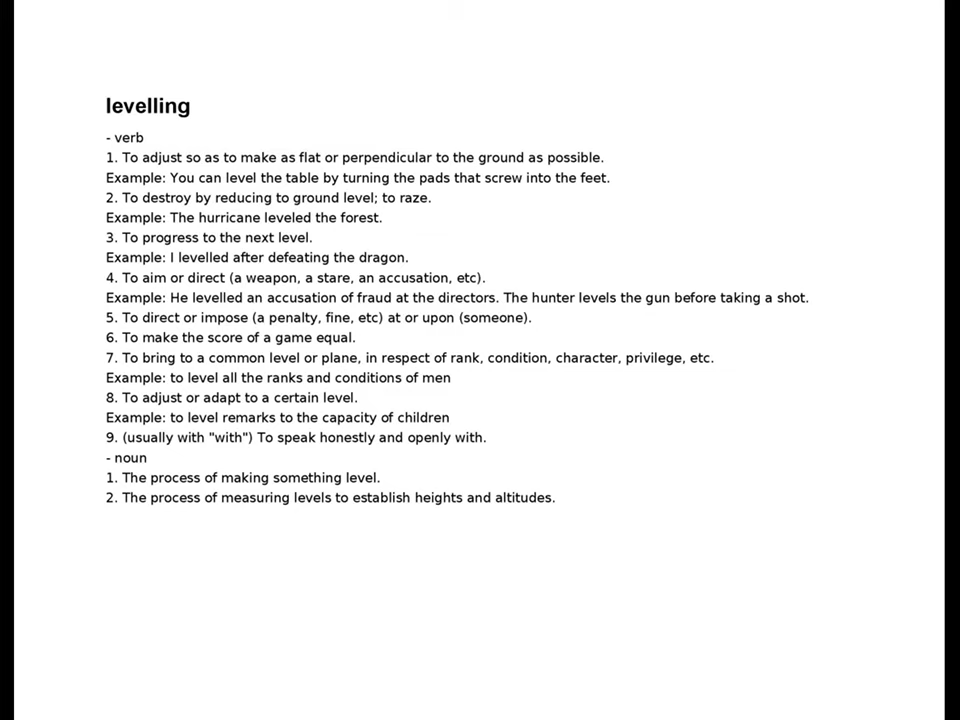 levelling
- verb
1. To adjust so as to make as flat or perpendicular to the ground as possible.
Example: You can level the table by turning the pads that screw into the feet.
2. To destroy by reducing to ground level; to raze.
Example: The hurricane leveled the forest.
3. To progress to the next level.
Example: I levelled after defeating the dragon.
4. To aim or direct (a weapon, a stare, an accusation, etc).
Example: He levelled an accusation of fraud at the directors. The hunter levels the gun before taking a shot.
5. To direct or impose (a penalty, fine, etc) at or upon (someone).
6. To make the score of a game equal.
7. To bring to a common level or plane, in respect of rank, condition, character, privilege, etc.
Example: to level all the ranks and conditions of men
8. To adjust or adapt to a certain level.
Example: to level remarks to the capacity of children
9. (usually with "with") To speak honestly and openly with.
- noun
1. The process of making something level.
2. The process of measuring levels to establish heights and altitudes.